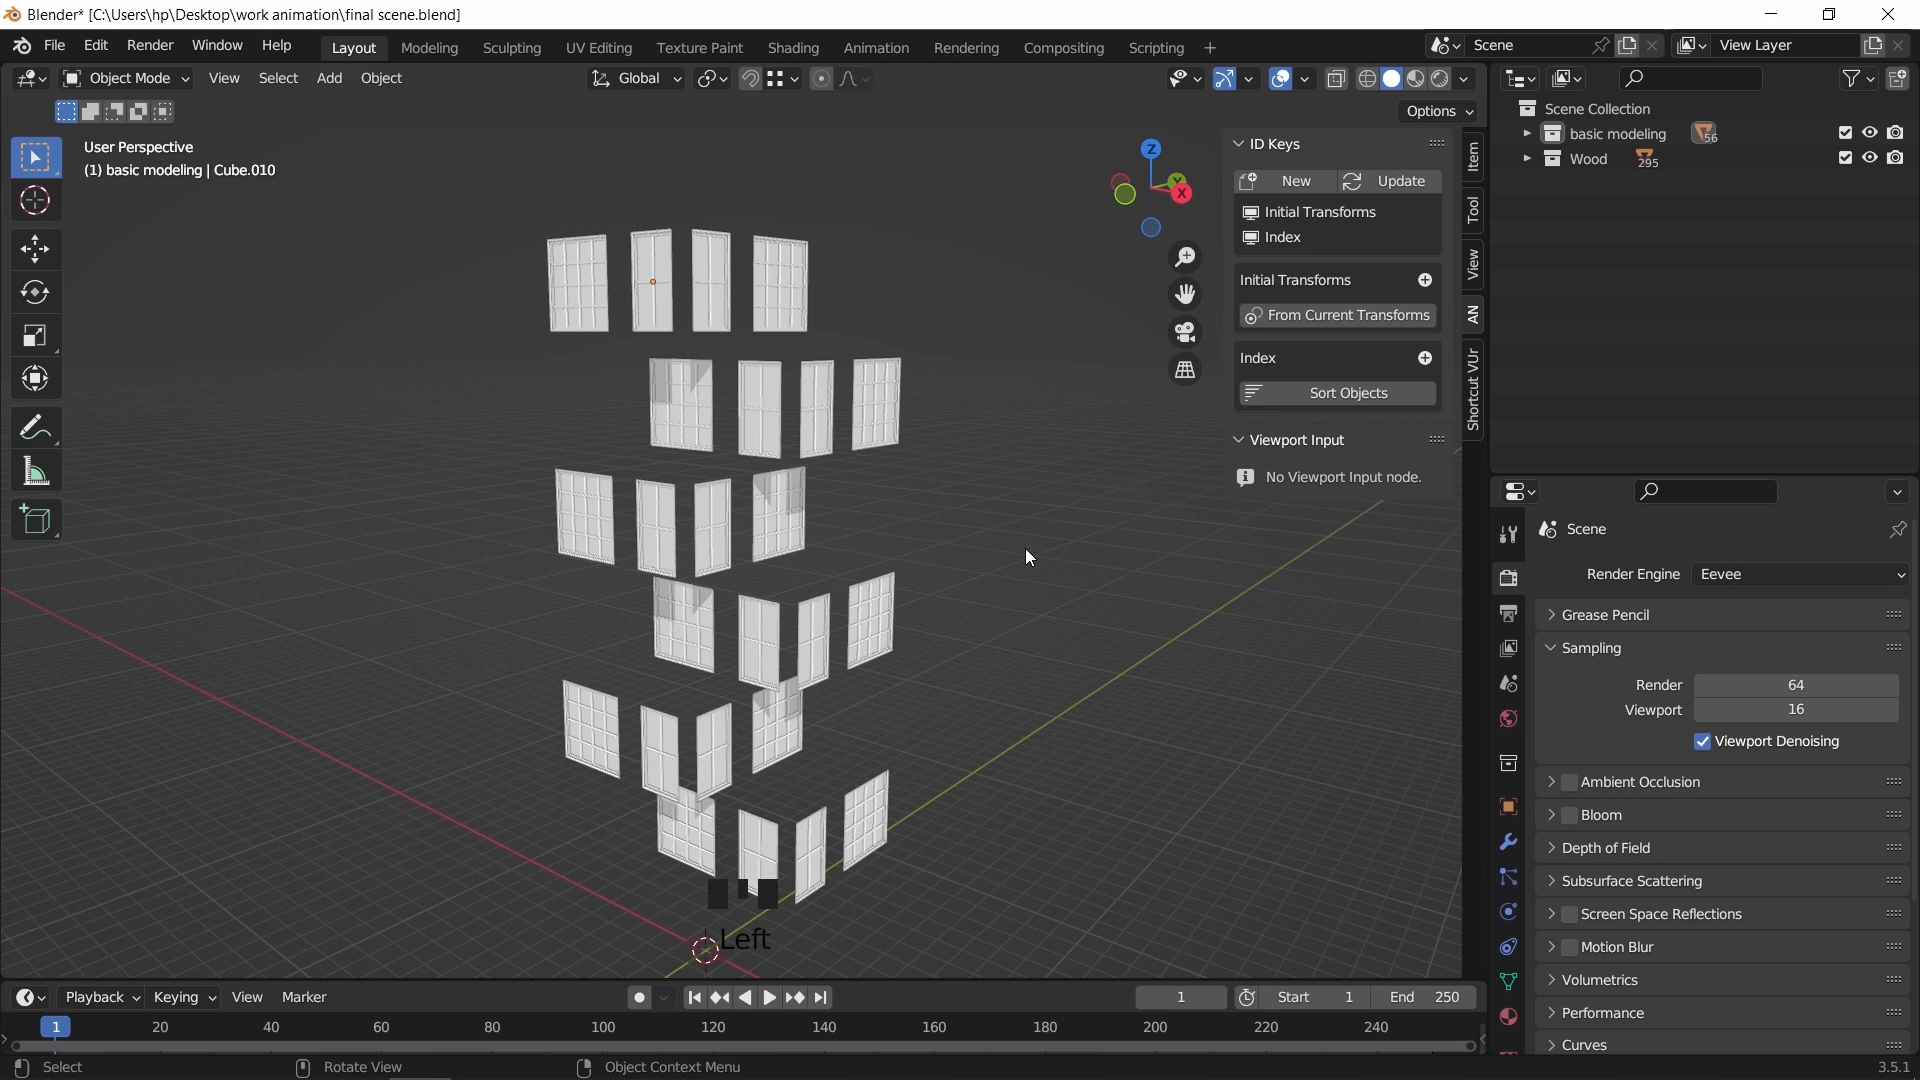 Blender* [C:\Users\hp\Desktop\work animation\final scene.blend]
File Edit Render Window Help Layout Modeling Sculpting UV Editing Texture Paint Shading Animation Rendering Compositing Scripting + Scene View Layer
Object Mode View Select Add Object Global
Options
User Perspective
(1) basic modeling | Cube.010
Z
Y
X
ID Keys
New Update
Initial Transforms
Index
Initial Transforms
From Current Transforms
Index
Sort Objects
Viewport Input
No Viewport Input node.
Item
Tool
View
AN
Shortcut VUr
Scene Collection
basic modeling 56
Wood 295
Scene
Render Engine Eevee
Grease Pencil
Sampling
Render 64
Viewport 16
Viewport Denoising
Ambient Occlusion
Bloom
Depth of Field
Subsurface Scattering
Screen Space Reflections
Motion Blur
Volumetrics
Performance
Curves
Left
Playback Keying View Marker 1 Start 1 End 250
1 20 40 60 80 100 120 140 160 180 200 220 240
Select Rotate View Object Context Menu 3.5.1